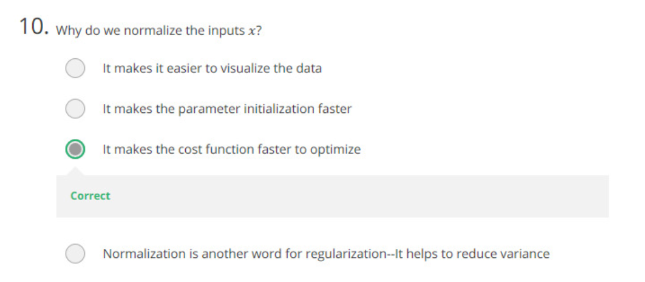 10. Why do we normalize the inputs x?
It makes it easier to visualize the data
It makes the parameter initialization faster
It makes the cost function faster to optimize
Correct
Normalization is another word for regularization--It helps to reduce variance